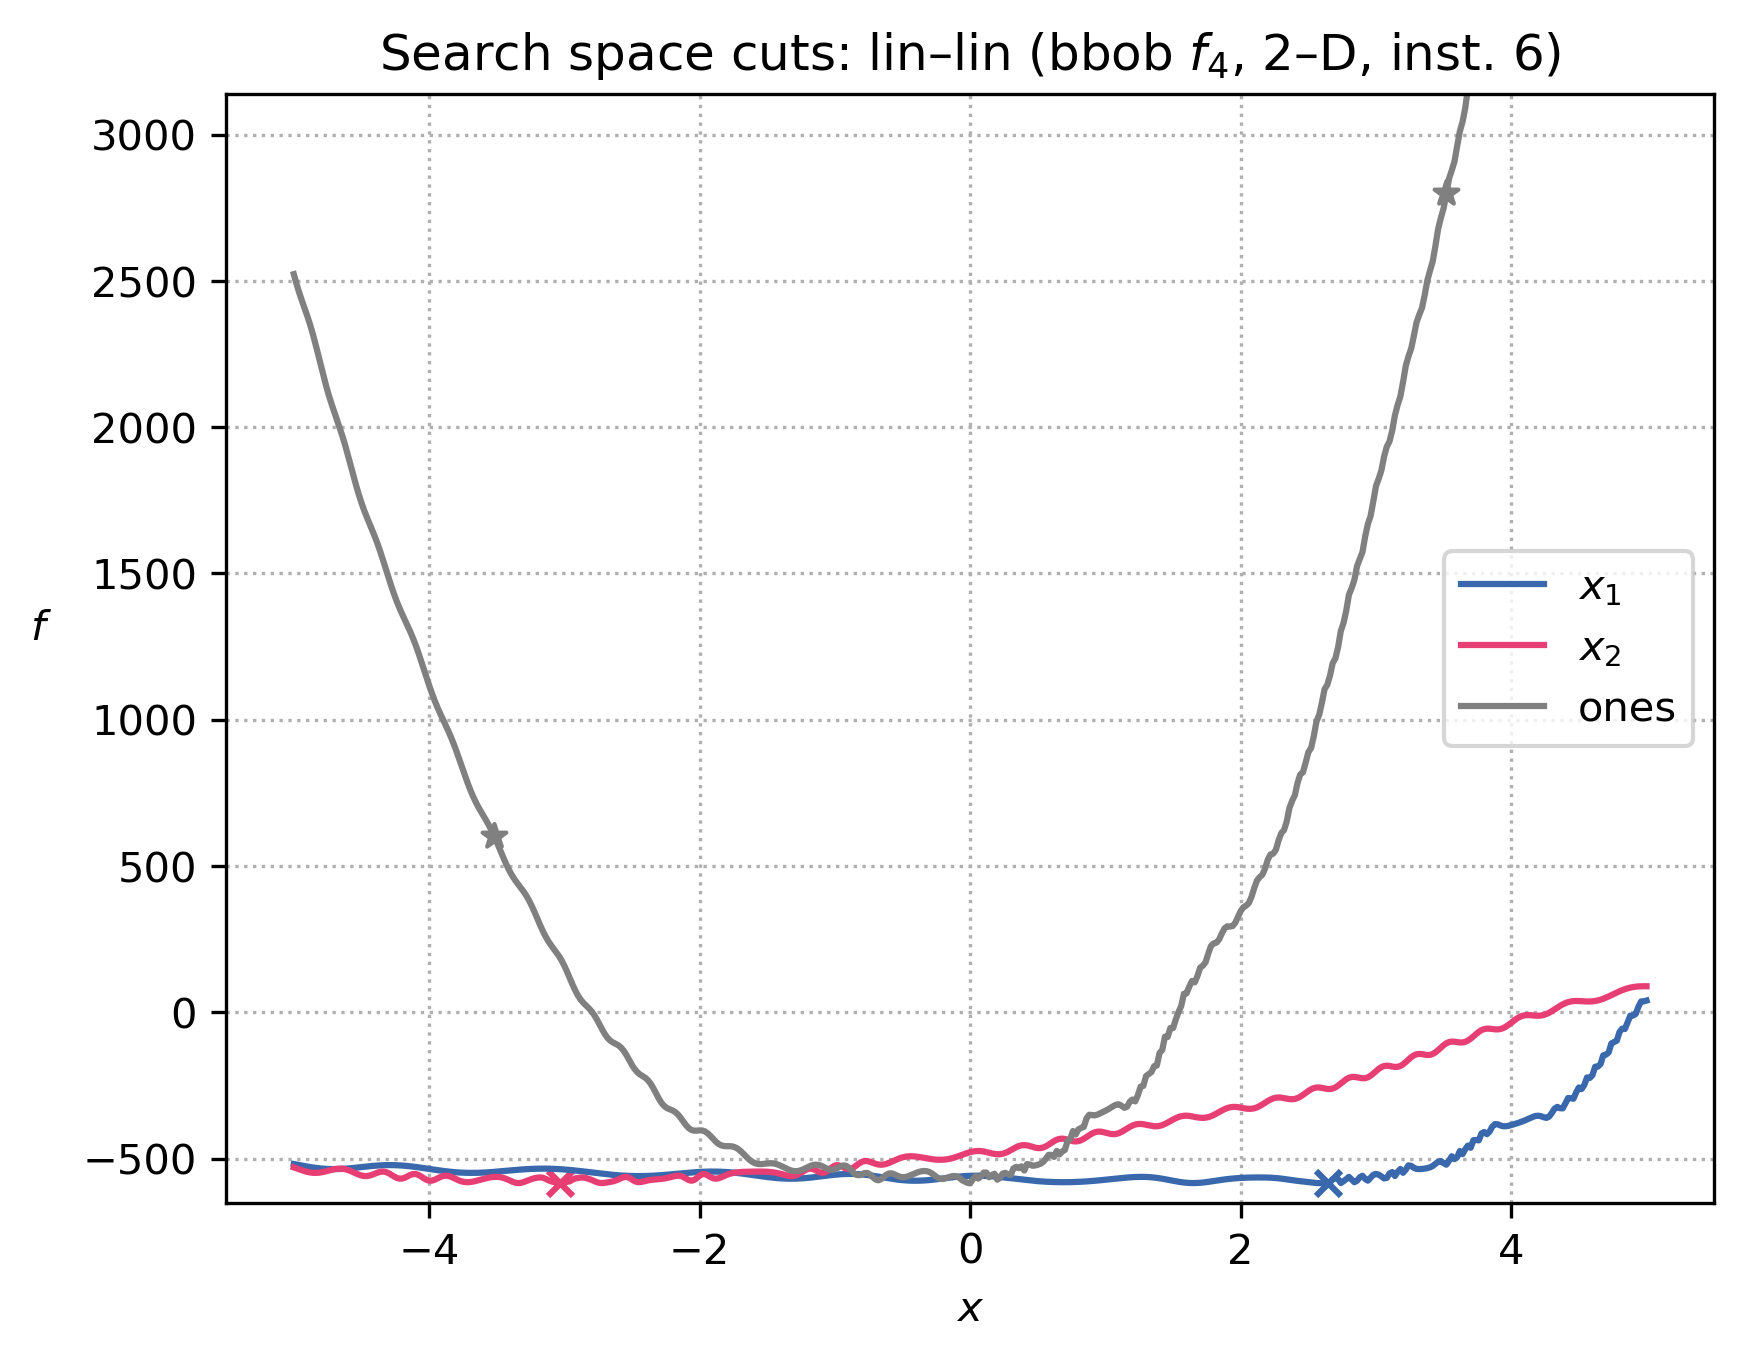 Search space cuts: lin–lin (bbob f₄, 2–D, inst. 6)
3000
2500
2000
1500
1000
500
0
−500
f
x₁
x₂
ones
−4 −2 0 2 4
x